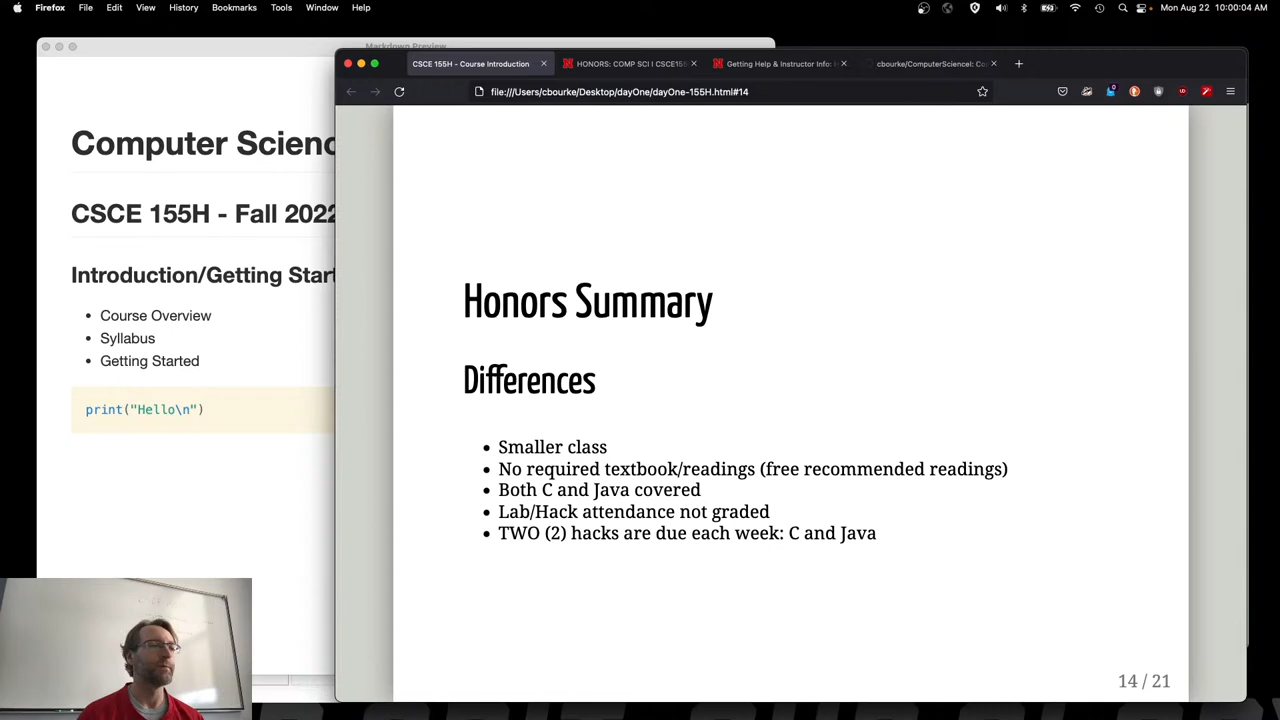 Firefox File Edit View History Bookmarks Tools Window Help
Mon Aug 22 10:00:04 AM
Markdown Preview
CSCE 155H - Course Introduction
HONORS: COMP SCI I CSCE155
Getting Help & Instructor Info: H
cbourke/ComputerScienceI: Co
file:///Users/cbourke/Desktop/dayOne/dayOne-155H.html#14
Computer Scienc
CSCE 155H - Fall 2022
Introduction/Getting Start
Course Overview
Syllabus
Getting Started
print("Hello\n")
Honors Summary
Differences
Smaller class
No required textbook/readings (free recommended readings)
Both C and Java covered
Lab/Hack attendance not graded
TWO (2) hacks are due each week: C and Java
14 / 21